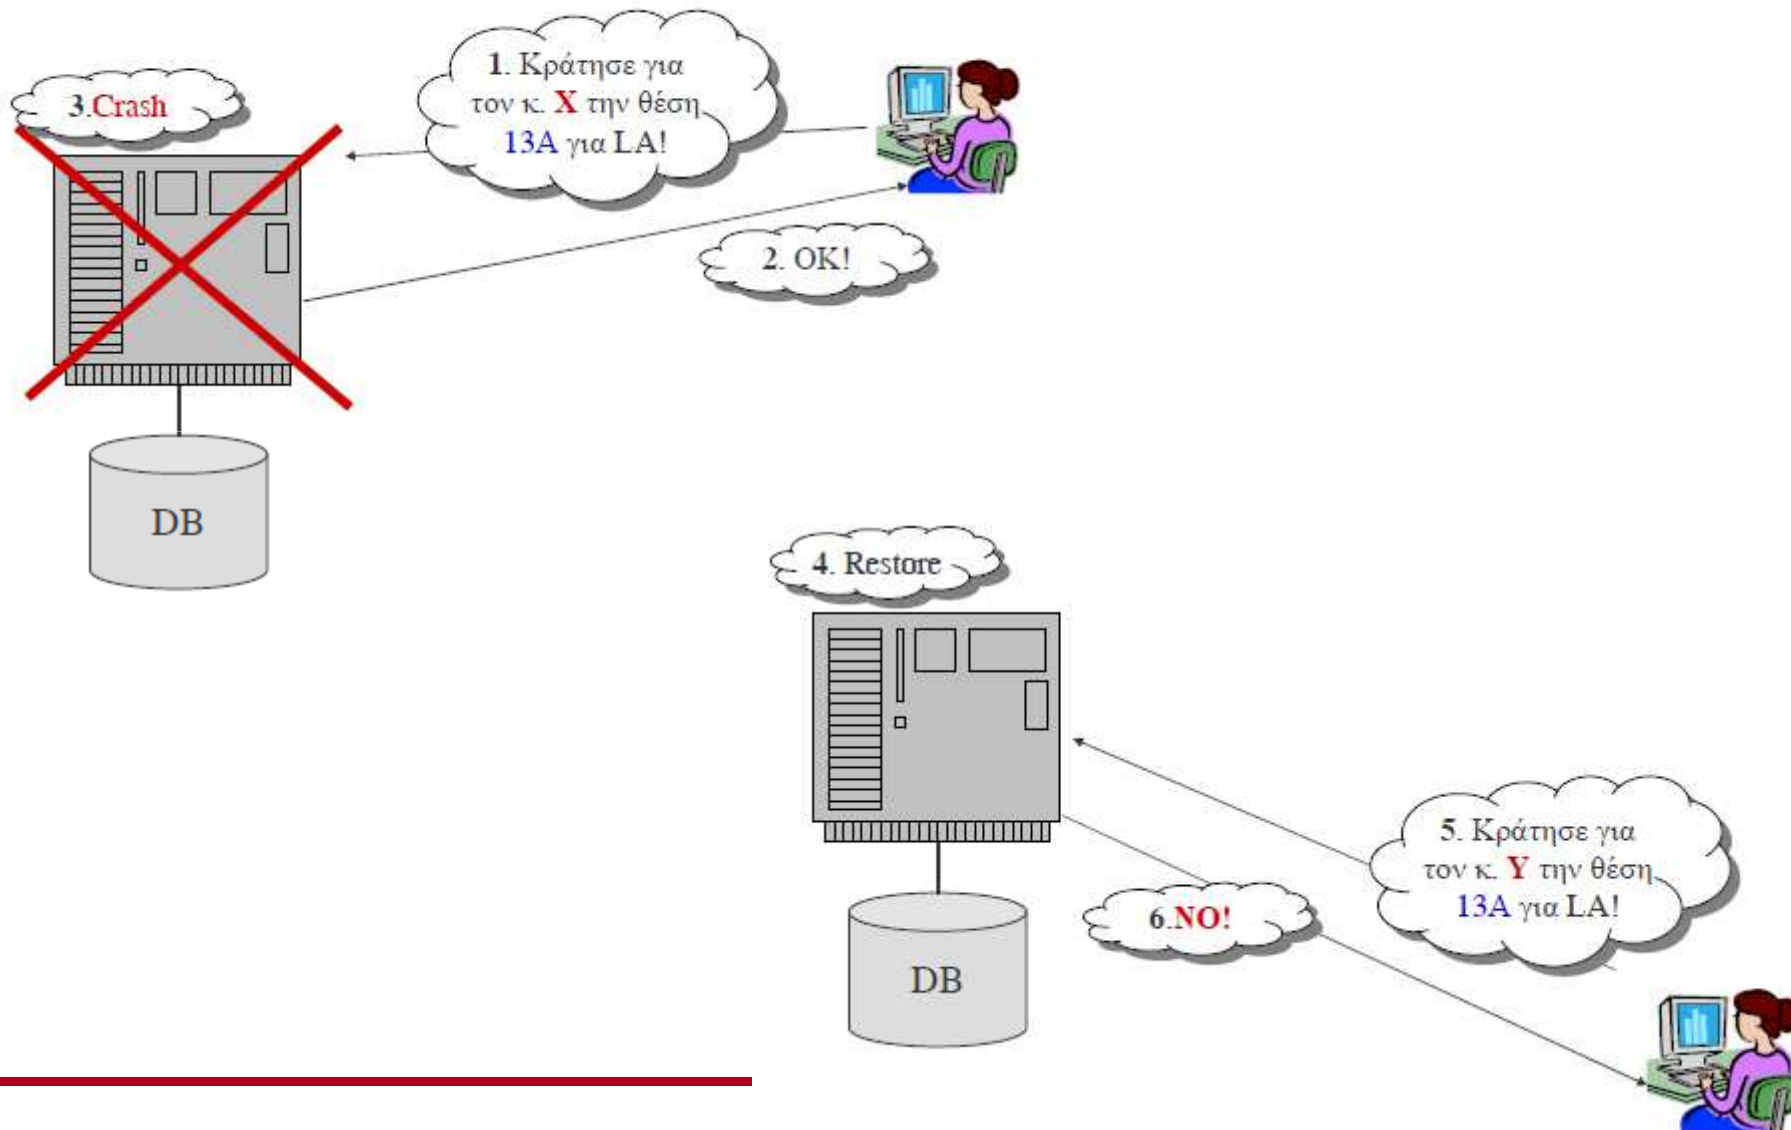 1. Κράτησε για
τον κ. X την θέση
13A για LA!
2. OK!
3.Crash
DB
4. Restore
5. Κράτησε για
τον κ. Y την θέση
13A για LA!
6.NO!
DB